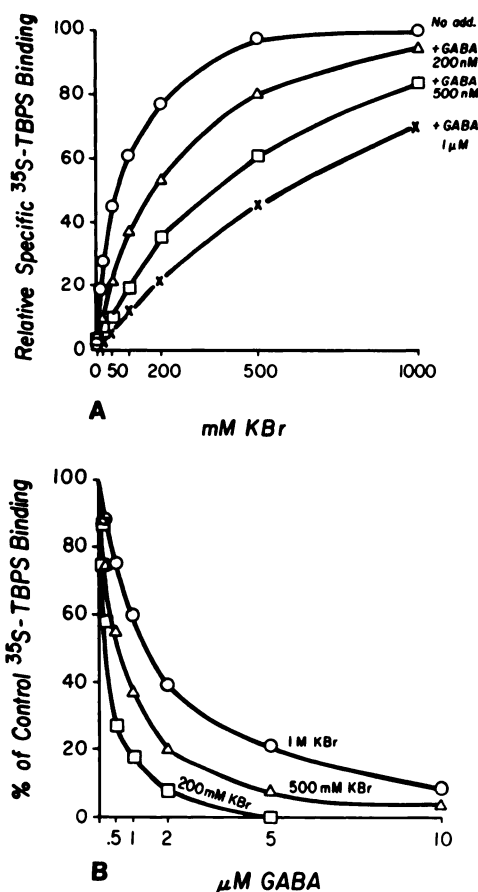 Relative Specific ³⁵S-TBPS Binding
100
80
60
40
20
0
No add.
+GABA
200nM
+GABA
500nM
+GABA
1μM
0 50 200 500 1000
A
mM KBr
% of Control ³⁵S-TBPS Binding
100
80
60
40
20
0
1M KBr
500mM KBr
200mM KBr
.5 1 2 5 10
B
μM GABA